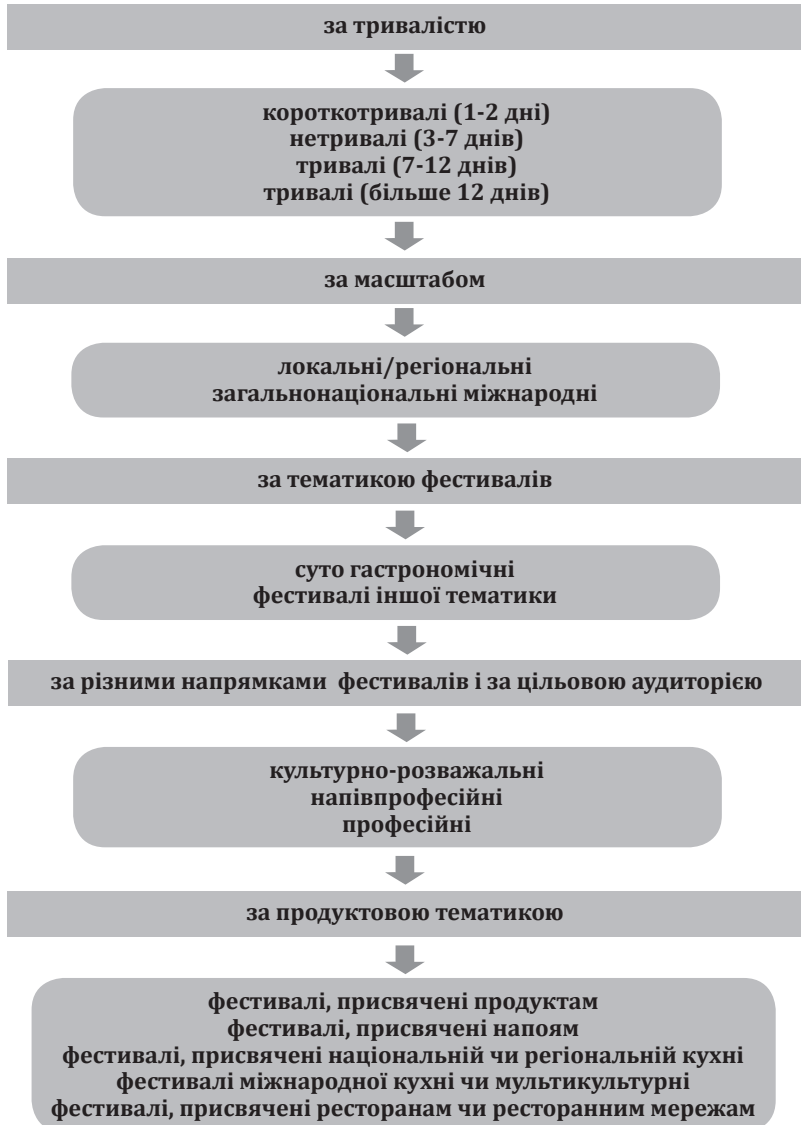 за тривалістю
короткотривалі (1-2 дні)
нетривалі (3-7 днів)
тривалі (7-12 днів)
тривалі (більше 12 днів)
за масштабом
локальні/регіональні
загальнонаціональні міжнародні
за тематикою фестивалів
суто гастрономічні
фестивалі іншої тематики
за різними напрямками фестивалів і за цільовою аудиторією
культурно-розважальні
напівпрофесійні
професійні
за продуктовою тематикою
фестивалі, присвячені продуктам
фестивалі, присвячені напоям
фестивалі, присвячені національній чи регіональній кухні
фестивалі міжнародної кухні чи мультикультурні
фестивалі, присвячені ресторанам чи ресторанним мережам